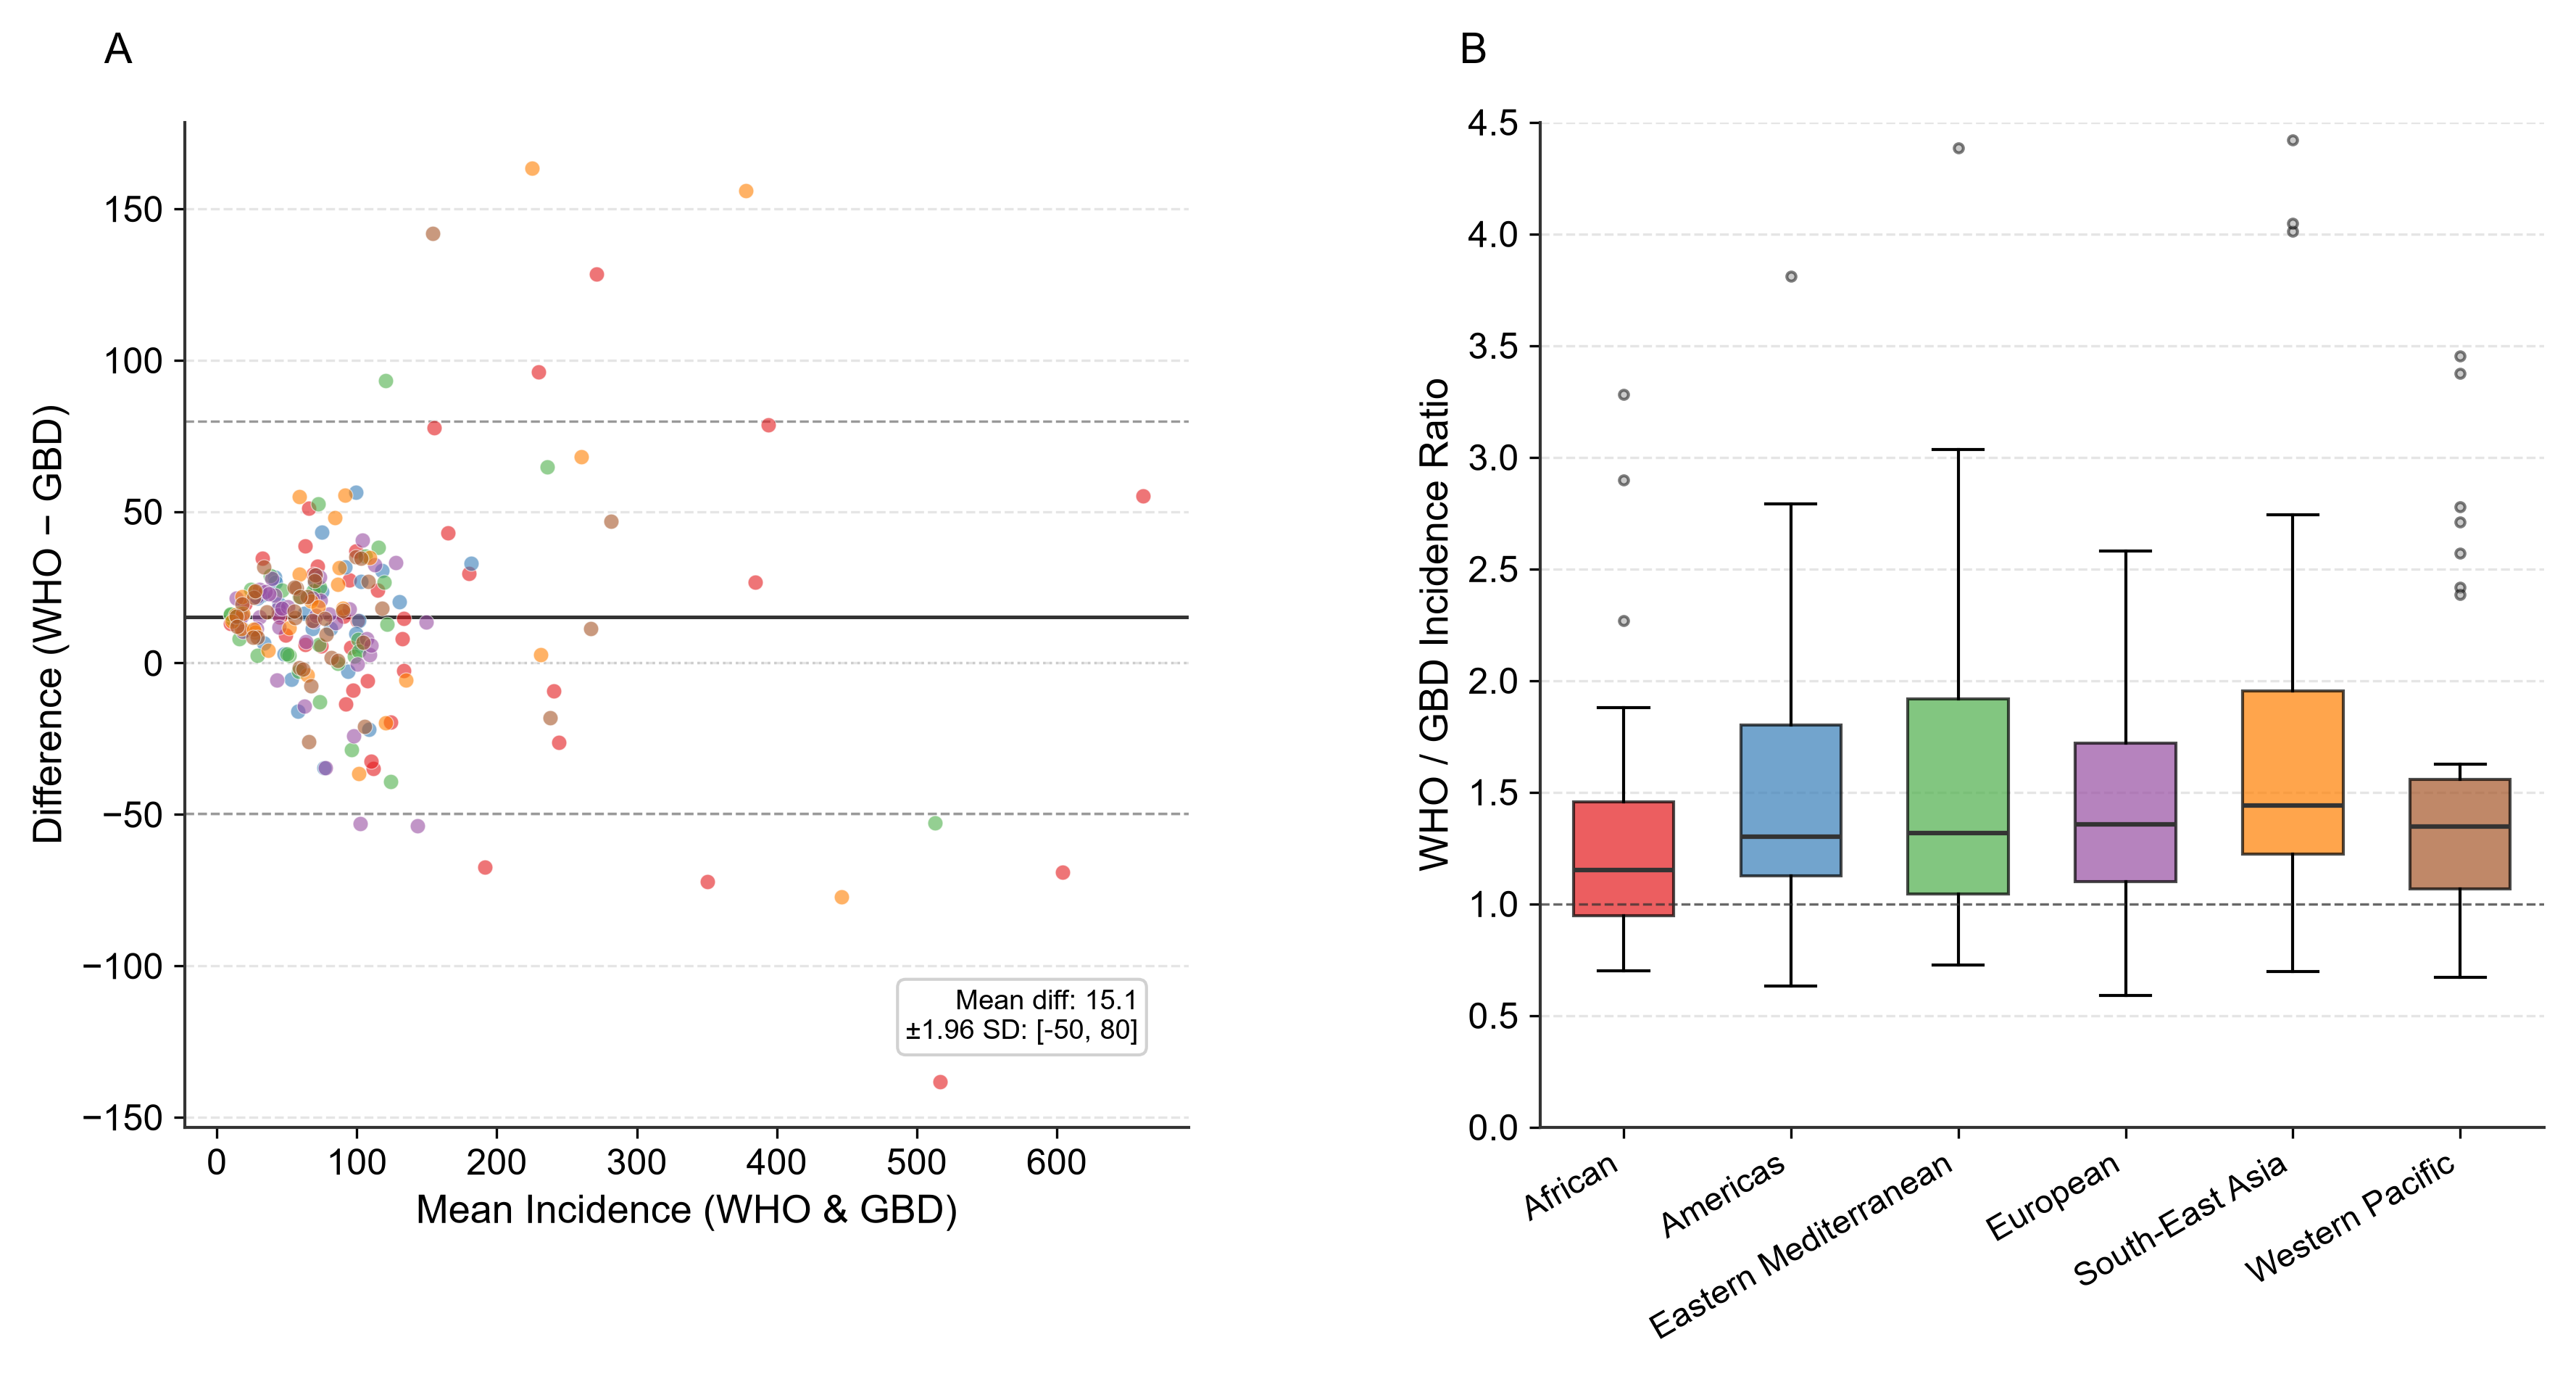 A
Difference (WHO − GBD)
150
100
50
0
−50
−100
−150
Mean diff: 15.1
±1.96 SD: [-50, 80]
0 100 200 300 400 500 600
Mean Incidence (WHO & GBD)
B
WHO / GBD Incidence Ratio
4.5
4.0
3.5
3.0
2.5
2.0
1.5
1.0
0.5
0.0
African
Americas
Eastern Mediterranean
European
South-East Asia
Western Pacific